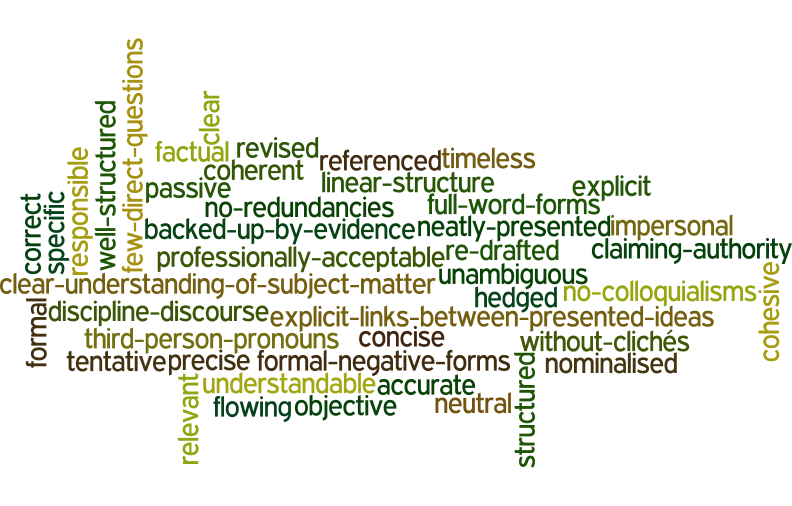 few-direct-questions
clear
well-structured
factual
revised
responsible
coherent
referenced
timeless
passive
linear-structure
explicit
correct
specific
no-redundancies
full-word-forms
backed-up-by-evidence
neatly-presented
impersonal
professionally-acceptable
re-drafted
claiming-authority
clear-understanding-of-subject-matter
unambiguous
hedged
no-colloquialisms
cohesive
formal
discipline-discourse
explicit-links-between-presented-ideas
third-person-pronouns
concise
without-clichés
tentative
precise
formal-negative-forms
nominalised
understandable
accurate
relevant
flowing
objective
neutral
structured